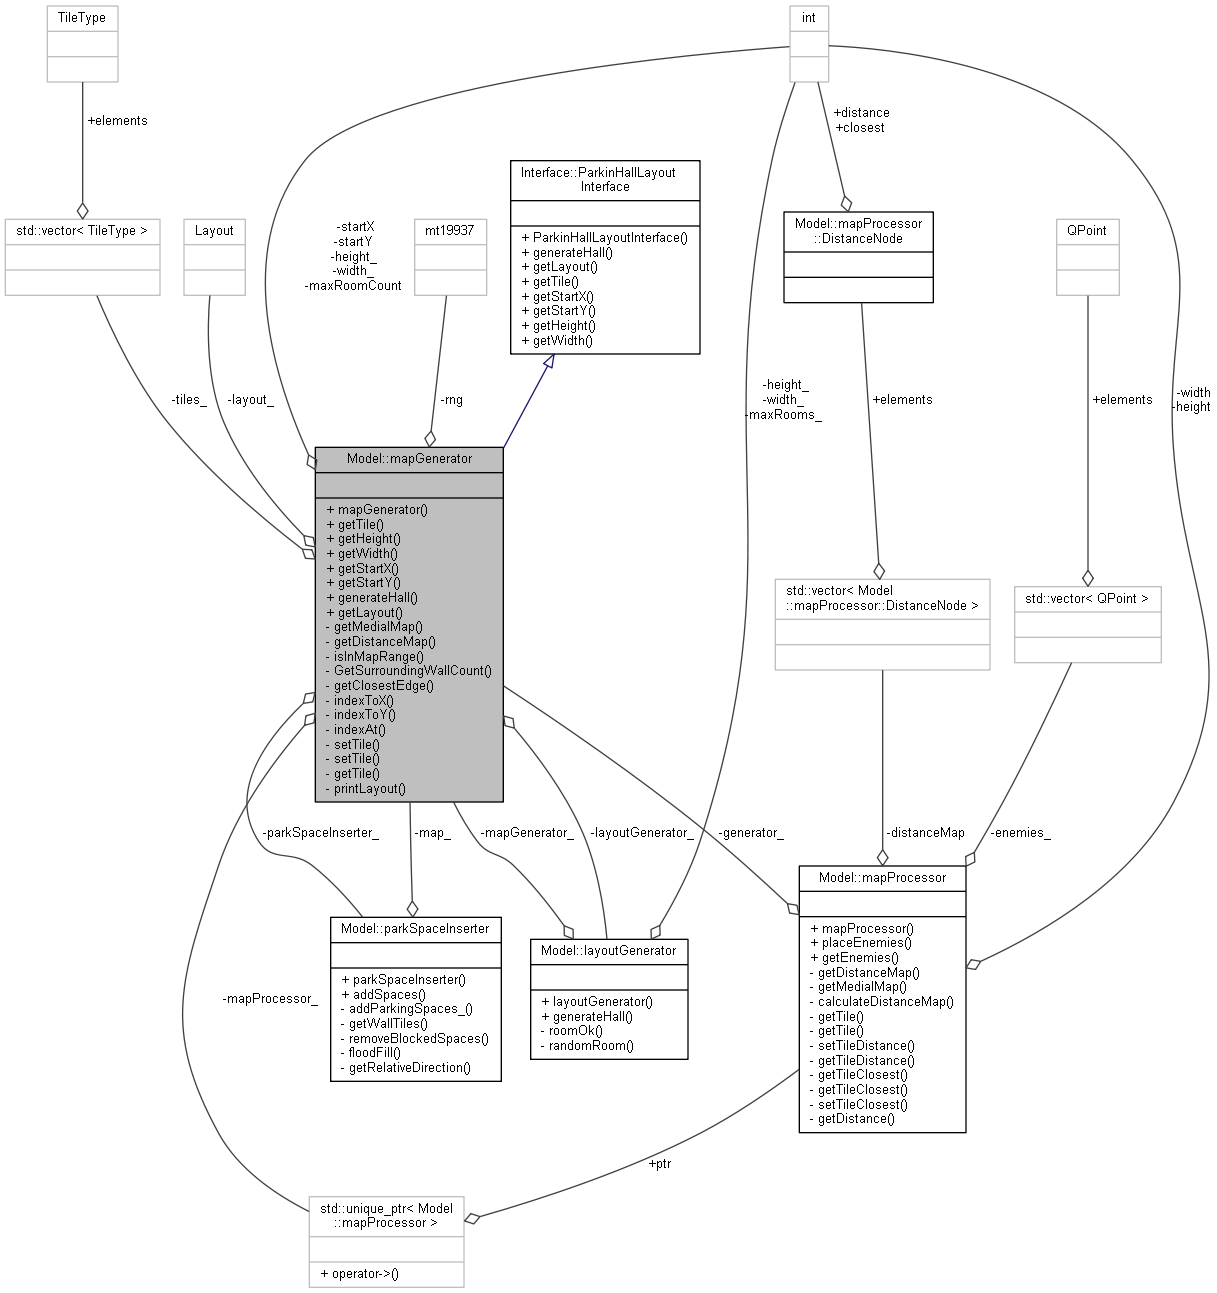 TileType
int
+elements
+distance
+closest
Interface::ParkinHallLayout
Interface
+ ParkinHallLayoutInterface()
+ generateHall()
+ getLayout()
+ getTile()
+ getStartX()
+ getStartY()
+ getHeight()
+ getWidth()
std::vector< TileType >
Layout
-startX
-startY
-height_
-width_
-maxRoomCount
mt19937
Model::mapProcessor
::DistanceNode
QPoint
-tiles_
-layout_
-rng
-height_
-width_
-maxRooms_
+elements
+elements
-width
-height
Model::mapGenerator
+ mapGenerator()
+ getTile()
+ getHeight()
+ getWidth()
+ getStartX()
+ getStartY()
+ generateHall()
+ getLayout()
- getMedialMap()
- getDistanceMap()
- isInMapRange()
- GetSurroundingWallCount()
- getClosestEdge()
- indexToX()
- indexToY()
- indexAt()
- setTile()
- setTile()
- getTile()
- printLayout()
std::vector< Model
::mapProcessor::DistanceNode >
std::vector< QPoint >
-parkSpaceInserter_
-map_
-mapGenerator_
-layoutGenerator_
-generator_
-distanceMap
-enemies_
Model::mapProcessor
+ mapProcessor()
+ placeEnemies()
+ getEnemies()
- getDistanceMap()
- getMedialMap()
- calculateDistanceMap()
- getTile()
- getTile()
- setTileDistance()
- getTileDistance()
- getTileClosest()
- getTileClosest()
- setTileClosest()
- getDistance()
Model::parkSpaceInserter
+ parkSpaceInserter()
+ addSpaces()
- addParkingSpaces_()
- getWallTiles()
- removeBlockedSpaces()
- floodFill()
- getRelativeDirection()
Model::layoutGenerator
+ layoutGenerator()
+ generateHall()
- roomOk()
- randomRoom()
-mapProcessor_
+ptr
std::unique_ptr< Model
::mapProcessor >
+ operator->()